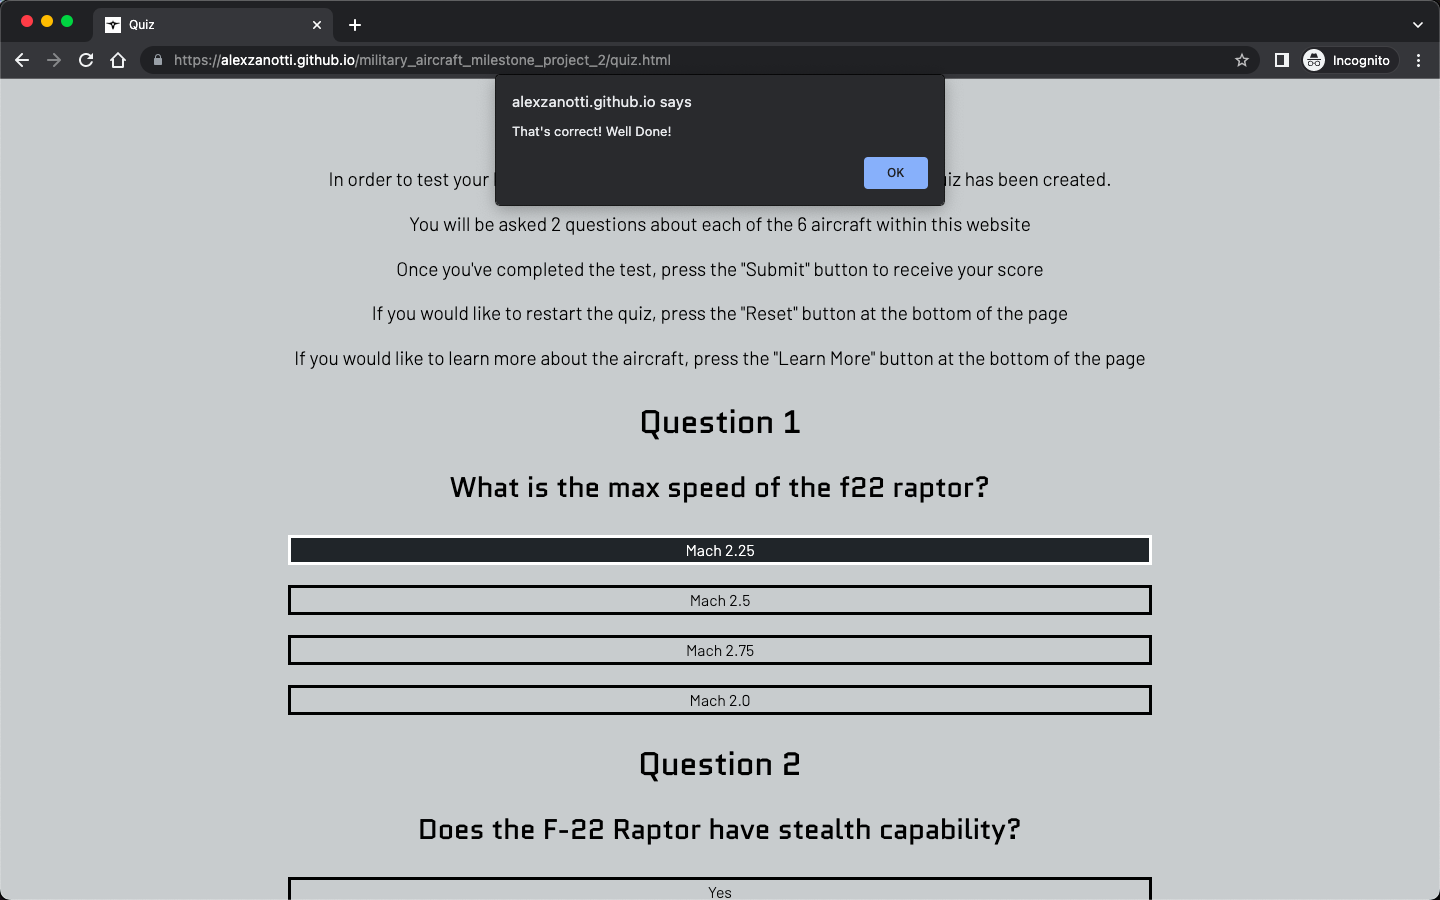 Quiz
https://alexzanotti.github.io/military_aircraft_milestone_project_2/quiz.html
Incognito
alexzanotti.github.io says
That's correct! Well Done!
OK
In order to test your has been created.
You will be asked 2 questions about each of the 6 aircraft within this website
Once you've completed the test, press the "Submit" button to receive your score
If you would like to restart the quiz, press the "Reset" button at the bottom of the page
If you would like to learn more about the aircraft, press the "Learn More" button at the bottom of the page
Question 1
What is the max speed of the f22 raptor?
Mach 2.25
Mach 2.5
Mach 2.75
Mach 2.0
Question 2
Does the F-22 Raptor have stealth capability?
Yes